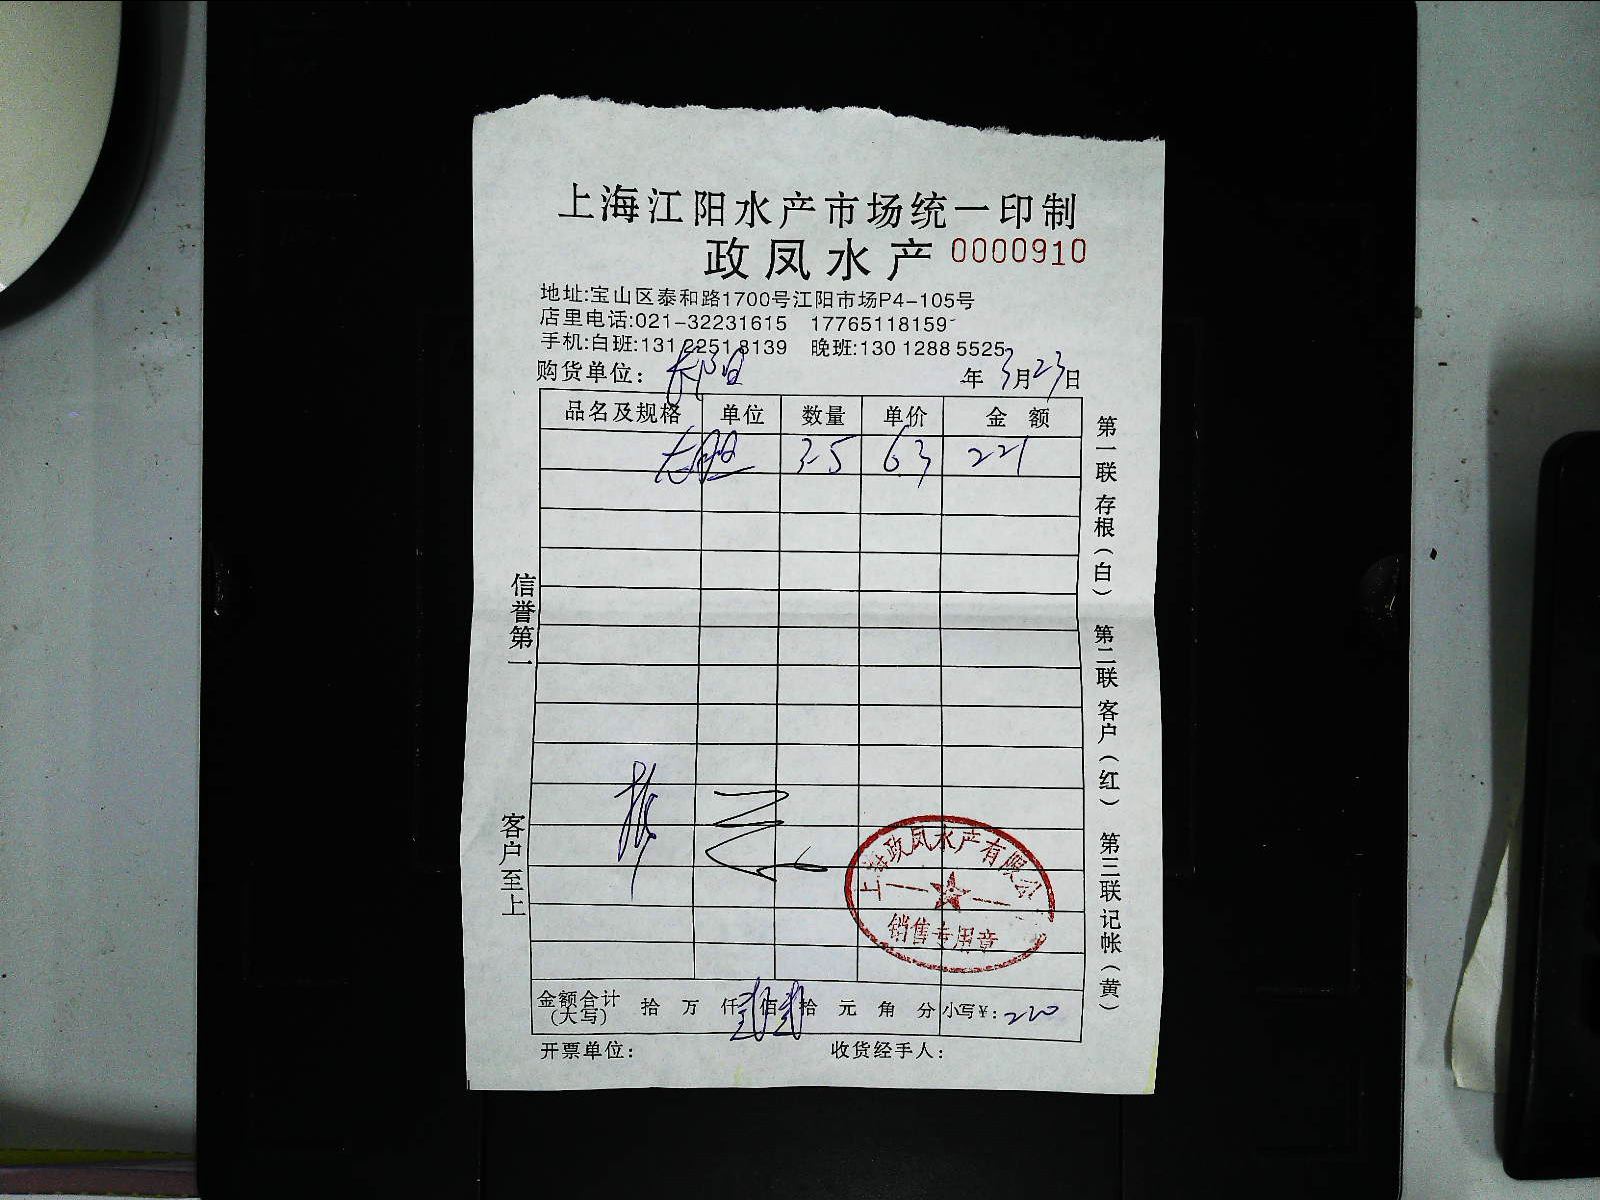 上海江阳水产市场统一印制
政凤水产 0000910
地址:宝山区泰和路1700号江阳市场P4-105号
店里电话:021-32231615 17765118159
手机:白班:131 2251 8139 晚班:130 1288 5525
购货单位: 年 3月23日
品名及规格 单位 数量 单价 金 额
35 63 221
信誉第一
客户至上
第一联 存根(白) 第二联 客户(红) 第三联 记帐(黄)
上海政凤水产有限公
销售专用章
金额合计(大写) 拾 万 仟 贰 佰 贰 拾 元 角 分 小写¥: 220
开票单位: 收货经手人: